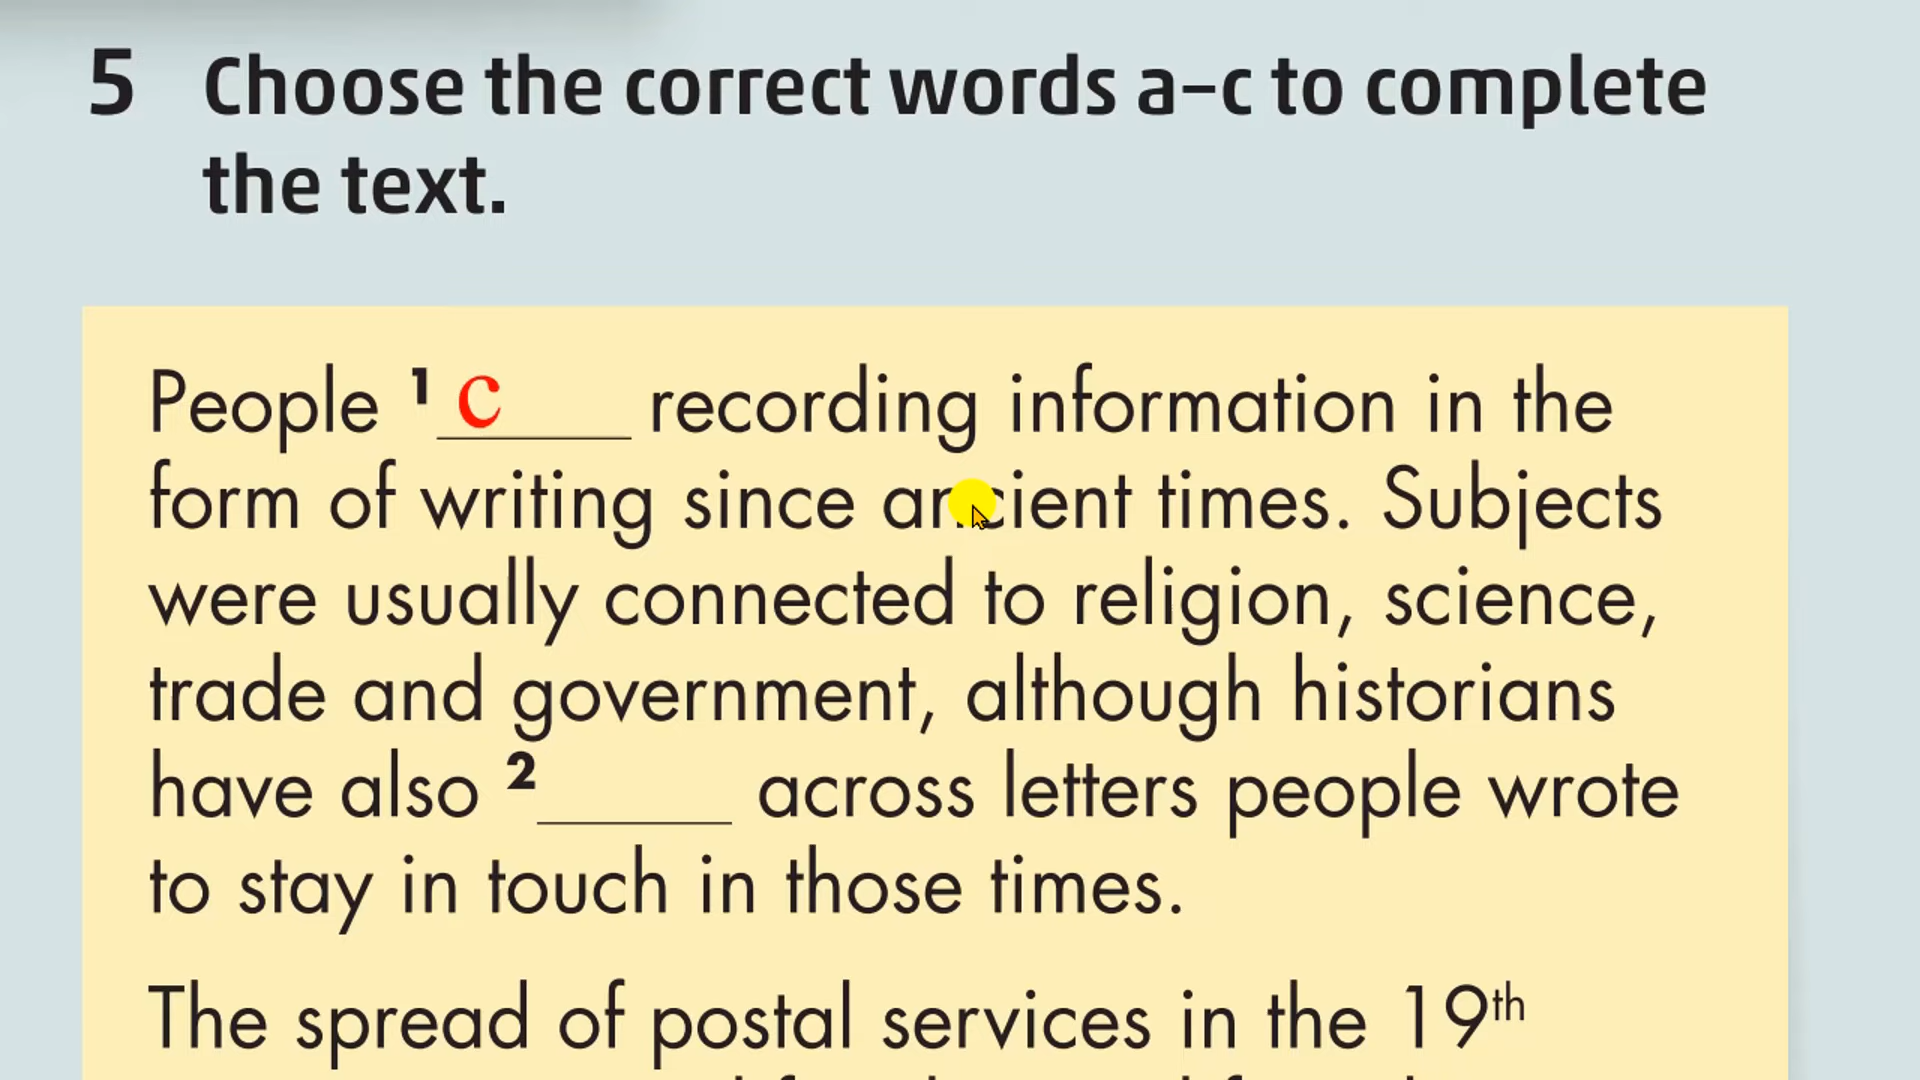 5 Choose the correct words a–c to complete
the text.
People 1 c _____ recording information in the
form of writing since ancient times. Subjects
were usually connected to religion, science,
trade and government, although historians
have also 2 _____ across letters people wrote
to stay in touch in those times.
The spread of postal services in the 19th